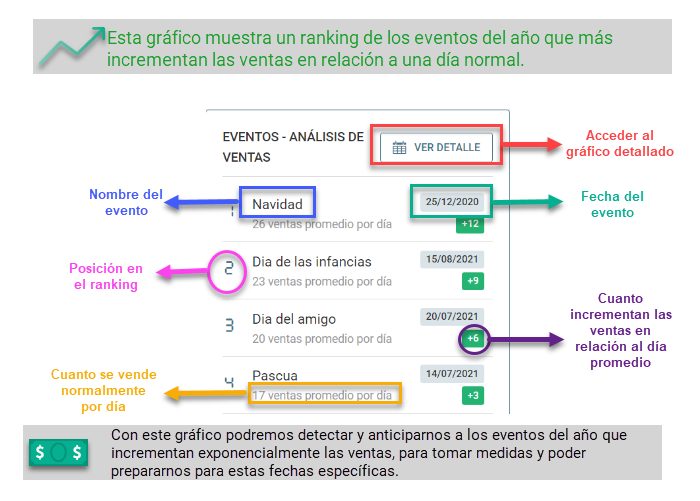 Esta gráfico muestra un ranking de los eventos del año que más
incrementan las ventas en relación a una día normal.
EVENTOS - ANÁLISIS DE
VENTAS
VER DETALLE
Acceder al
gráfico detallado
Nombre del
evento
1
Navidad
25/12/2020
26 ventas promedio por día
+12
Fecha del
evento
Posición en
el ranking
2
Dia de las infancias
15/08/2021
23 ventas promedio por día
+9
3
Dia del amigo
20/07/2021
20 ventas promedio por día
+6
Cuanto
incrementan las
ventas en
relación al día
promedio
Cuanto se vende
normalmente
por día
4
Pascua
14/07/2021
17 ventas promedio por día
+3
Con este gráfico podremos detectar y anticiparnos a los eventos del año que
incrementan exponencialmente las ventas, para tomar medidas y poder
prepararnos para estas fechas específicas.